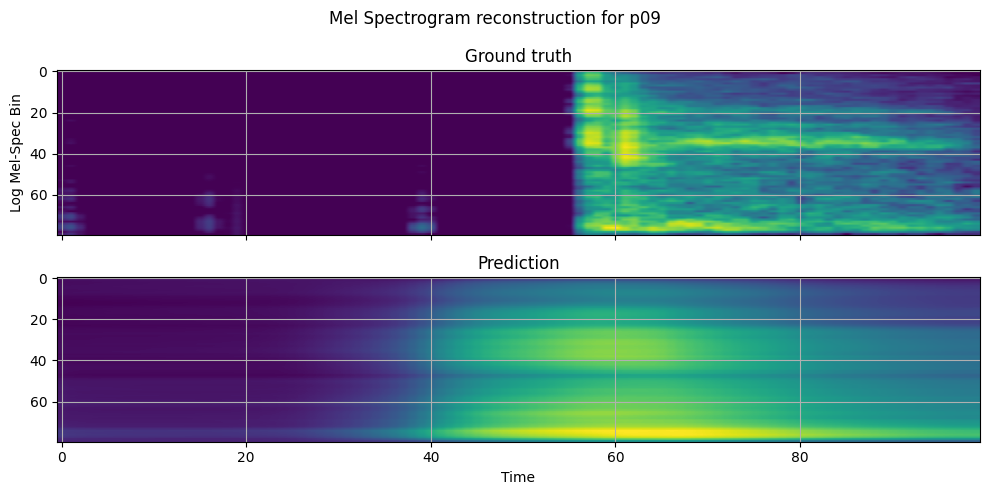 Mel Spectrogram reconstruction for p09
Ground truth
Log Mel-Spec Bin
0
20
40
60
Prediction
0
20
40
60
0 20 40 60 80
Time